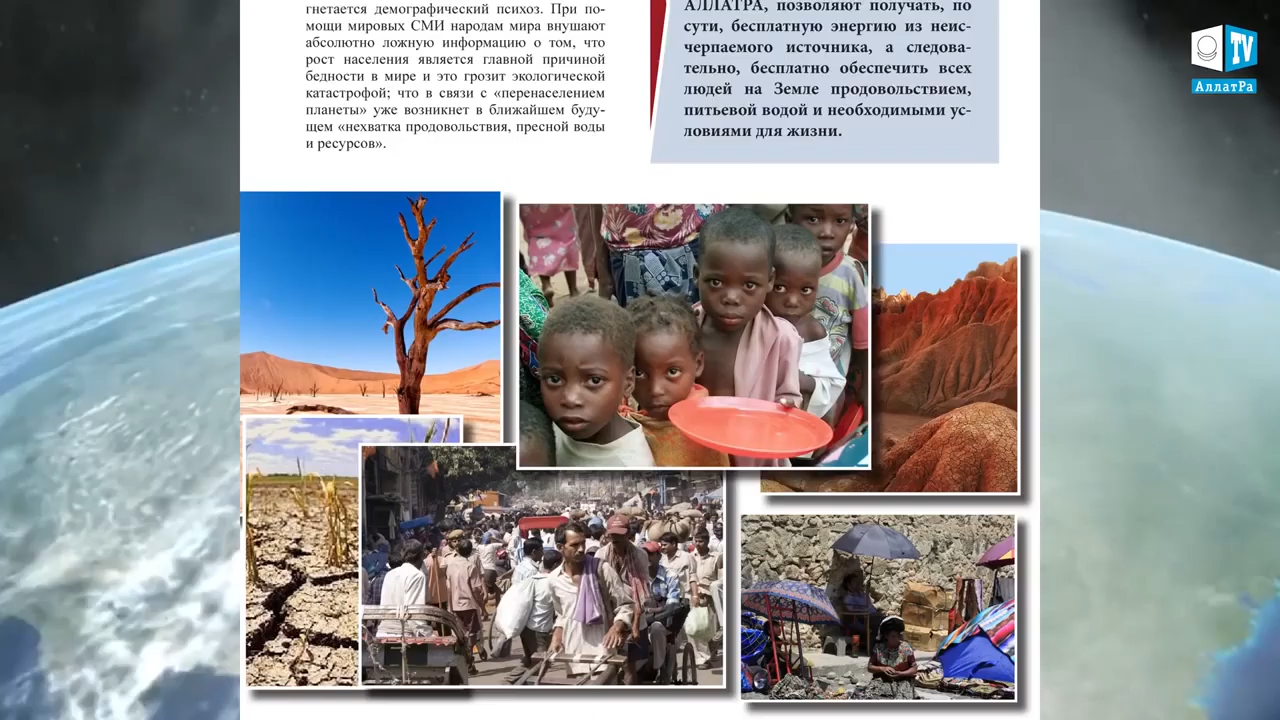 гнетается демографический психоз. При по-
мощи мировых СМИ народам мира внушают
абсолютно ложную информацию о том, что
рост населения является главной причиной
бедности в мире и это грозит экологической
катастрофой; что в связи с «перенаселением
планеты» уже возникнет в ближайшем буду-
щем «нехватка продовольствия, пресной воды
и ресурсов».
АЛЛАТРА, позволяют получать, по
сути, бесплатную энергию из неис-
черпаемого источника, а следова-
тельно, бесплатно обеспечить всех
людей на Земле продовольствием,
питьевой водой и необходимыми ус-
ловиями для жизни.
TV
АллатРа